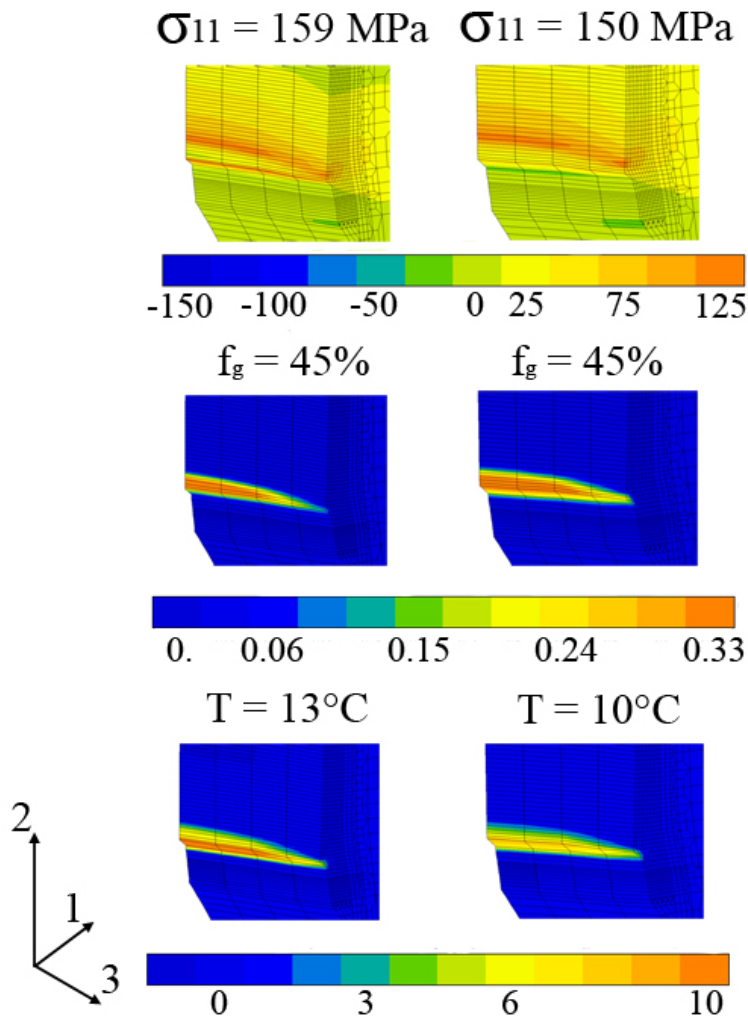 σ11 = 159 MPa σ11 = 150 MPa
-150 -100 -50 0 25 75 125
fg = 45% fg = 45%
0. 0.06 0.15 0.24 0.33
T = 13°C T = 10°C
2
1
3
0 3 6 10